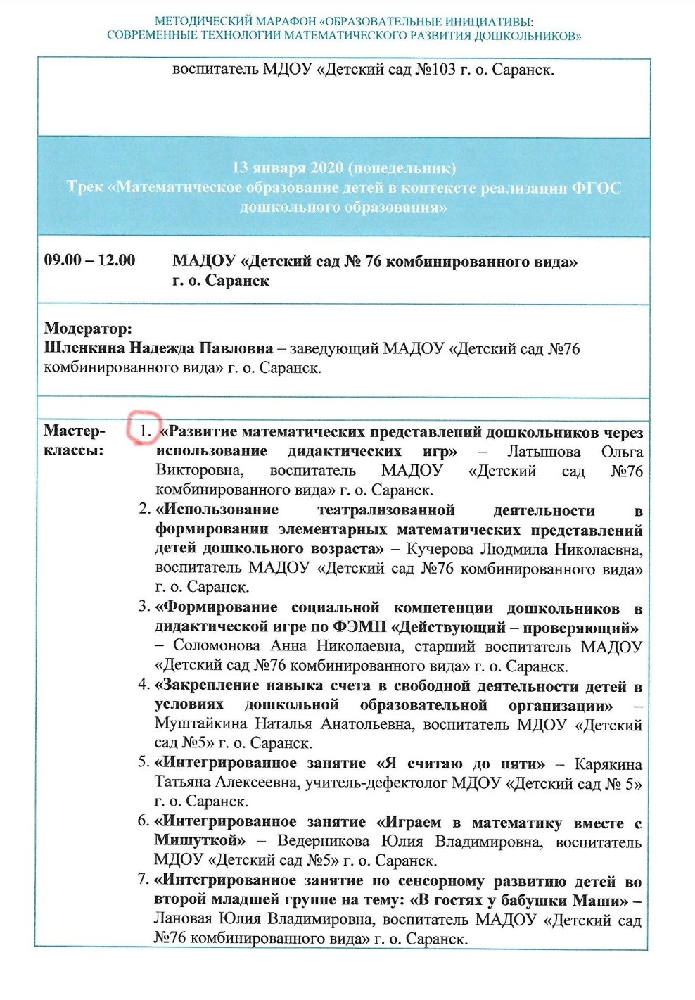 МЕТОДИЧЕСКИЙ МАРАФОН «ОБРАЗОВАТЕЛЬНЫЕ ИНИЦИАТИВЫ:
СОВРЕМЕННЫЕ ТЕХНОЛОГИИ МАТЕМАТИЧЕСКОГО РАЗВИТИЯ ДОШКОЛЬНИКОВ»
воспитатель МДОУ «Детский сад №103 г. о. Саранск.
13 января 2020 (понедельник)
Трек «Математическое образование детей в контексте реализации ФГОС
дошкольного образования»
09.00 – 12.00 МАДОУ «Детский сад № 76 комбинированного вида»
г. о. Саранск
Модератор:
Шленкина Надежда Павловна – заведующий МАДОУ «Детский сад №76
комбинированного вида» г. о. Саранск.
Мастер- 1. «Развитие математических представлений дошкольников через
классы: использование дидактических игр» – Латышова Ольга
Викторовна, воспитатель МАДОУ «Детский сад №76
комбинированного вида» г. о. Саранск.
2. «Использование театрализованной деятельности в
формировании элементарных математических представлений
детей дошкольного возраста» – Кучерова Людмила Николаевна,
воспитатель МАДОУ «Детский сад №76 комбинированного вида»
г. о. Саранск.
3. «Формирование социальной компетенции дошкольников в
дидактической игре по ФЭМП «Действующий – проверяющий»
– Соломонова Анна Николаевна, старший воспитатель МАДОУ
«Детский сад №76 комбинированного вида» г. о. Саранск.
4. «Закрепление навыка счета в свободной деятельности детей в
условиях дошкольной образовательной организации» –
Муштайкина Наталья Анатольевна, воспитатель МДОУ «Детский
сад №5» г. о. Саранск.
5. «Интегрированное занятие «Я считаю до пяти» – Карякина
Татьяна Алексеевна, учитель-дефектолог МДОУ «Детский сад № 5»
г. о. Саранск.
6. «Интегрированное занятие «Играем в математику вместе с
Мишуткой» – Ведерникова Юлия Владимировна, воспитатель
МДОУ «Детский сад №5» г. о. Саранск.
7. «Интегрированное занятие по сенсорному развитию детей во
второй младшей группе на тему: «В гостях у бабушки Маши» –
Лановая Юлия Владимировна, воспитатель МАДОУ «Детский сад
№76 комбинированного вида» г. о. Саранск.